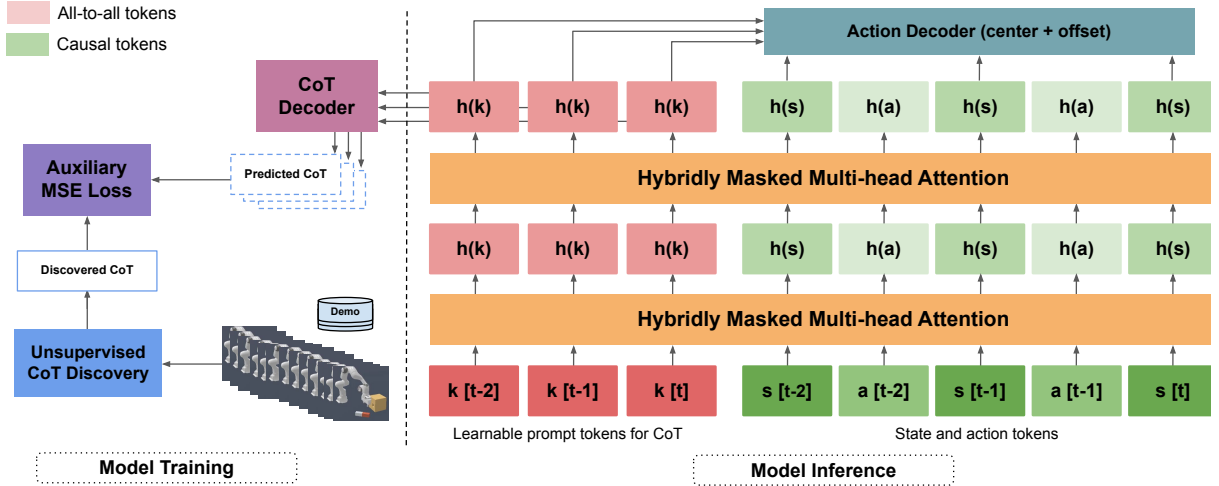 All-to-all tokens
Causal tokens
CoT
Decoder
Auxiliary
MSE Loss
Predicted CoT
Discovered CoT
Demo
Unsupervised
CoT Discovery
Model Training
Action Decoder (center + offset)
h(k) h(k) h(k) h(s) h(a) h(s) h(a) h(s)
Hybridly Masked Multi-head Attention
h(k) h(k) h(k) h(s) h(a) h(s) h(a) h(s)
Hybridly Masked Multi-head Attention
k [t-2] k [t-1] k [t] s [t-2] a [t-2] s [t-1] a [t-1] s [t]
Learnable prompt tokens for CoT State and action tokens
Model Inference